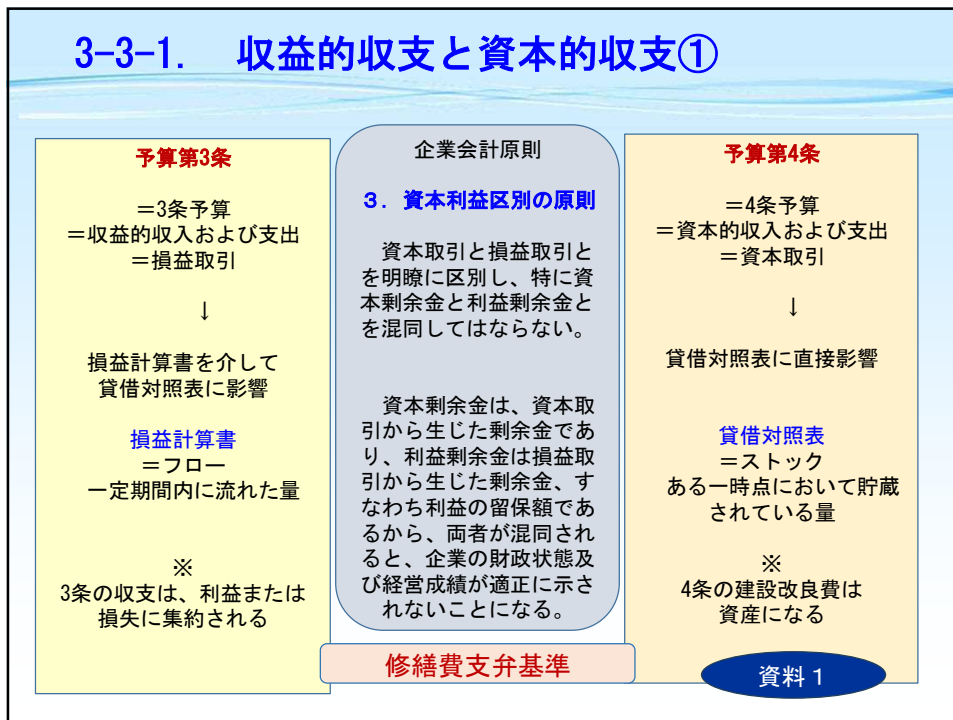 3-3-1. 収益的収支と資本的収支①
予算第3条
＝3条予算
＝収益的収入および支出
＝損益取引
↓
損益計算書を介して
貸借対照表に影響
損益計算書
＝フロー
一定期間内に流れた量
※
3条の収支は、利益または
損失に集約される
企業会計原則
３．資本利益区別の原則
資本取引と損益取引と
を明瞭に区別し、特に資
本剰余金と利益剰余金と
を混同してはならない。
資本剰余金は、資本取
引から生じた剰余金であ
り、利益剰余金は損益取
引から生じた剰余金、す
なわち利益の留保額であ
るから、両者が混同され
ると、企業の財政状態及
び経営成績が適正に示さ
れないことになる。
予算第4条
＝4条予算
＝資本的収入および支出
＝資本取引
↓
貸借対照表に直接影響
貸借対照表
＝ストック
ある一時点において貯蔵
されている量
※
4条の建設改良費は
資産になる
修繕費支弁基準
資料１